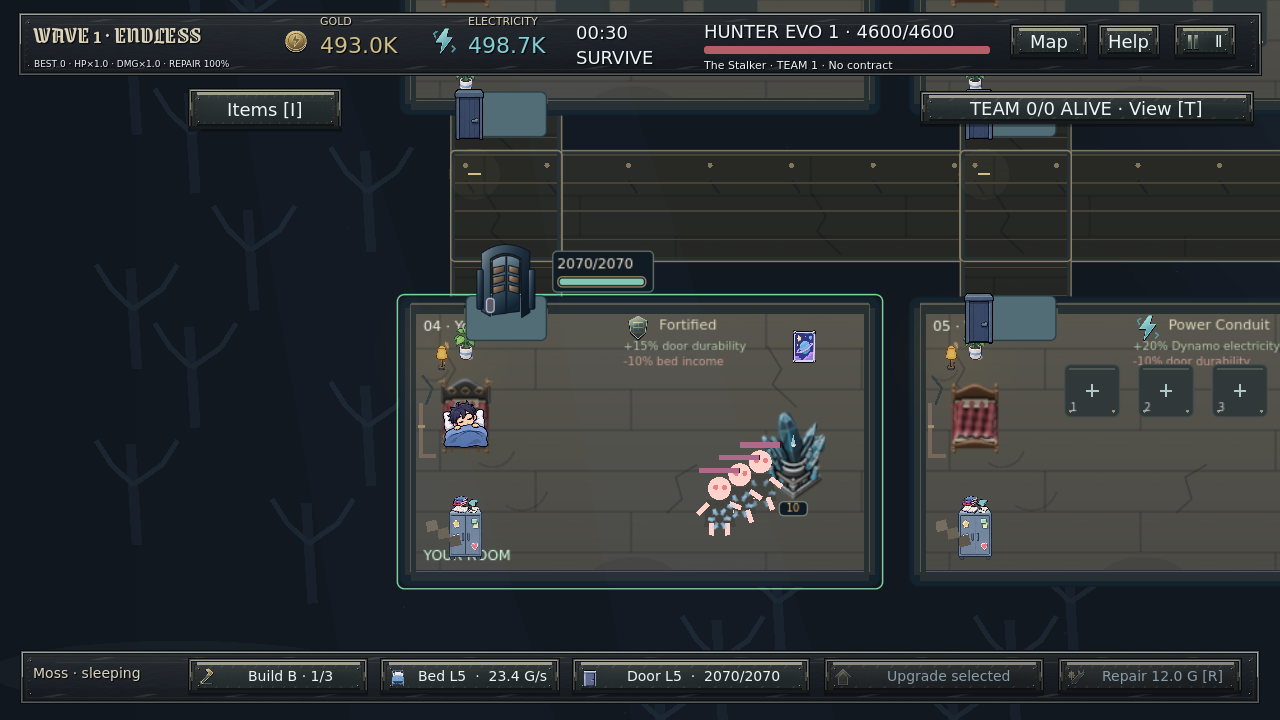 WAVE 1 · ENDLESS
BEST 0 · HP×1.0 · DMG×1.0 · REPAIR 100%
GOLD
493.0K
ELECTRICITY
498.7K
00:30
SURVIVE
HUNTER EVO 1 · 4600/4600
The Stalker · TEAM 1 · No contract
Map
Help
Items [I]
TEAM 0/0 ALIVE · View [T]
2070/2070
04 ·
Fortified
+15% door durability
-10% bed income
10
YOUR ROOM
05 ·
Power Conduit
+20% Dynamo electricity
-10% door durability
+
1
+
2
+
3
Moss · sleeping
Build B · 1/3
Bed L5 · 23.4 G/s
Door L5 · 2070/2070
Upgrade selected
Repair 12.0 G [R]